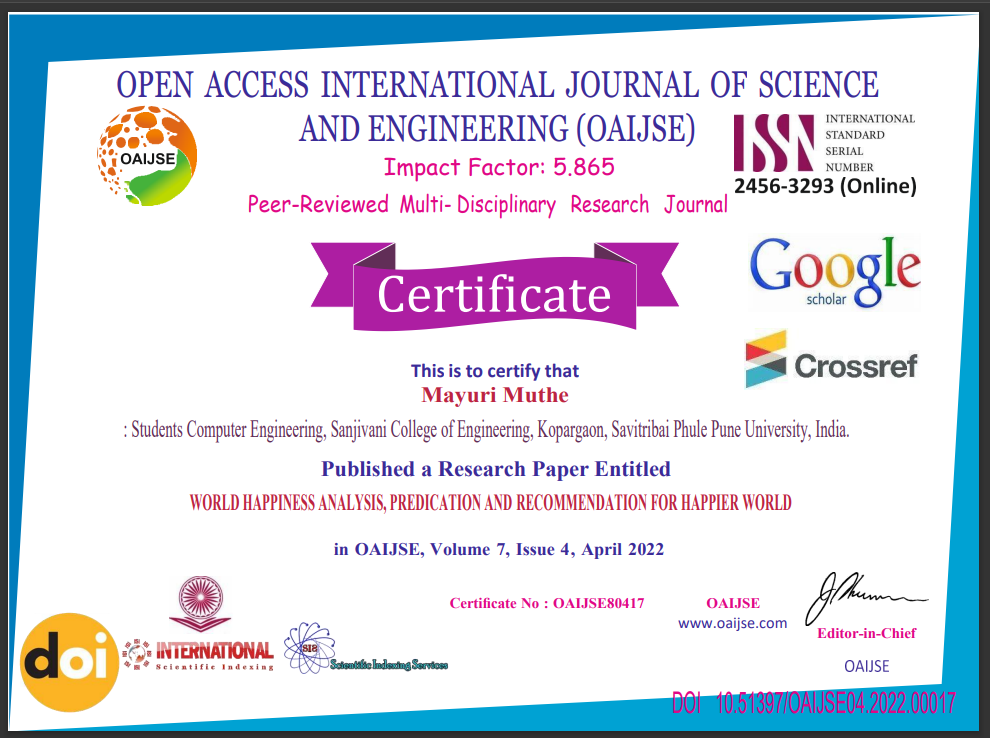 OPEN ACCESS INTERNATIONAL JOURNAL OF SCIENCE
AND ENGINEERING (OAIJSE)
OAIJSE
Impact Factor: 5.865
Peer-Reviewed Multi- Disciplinary Research Journal
ISSN
INTERNATIONAL
STANDARD
SERIAL
NUMBER
2456-3293 (Online)
Certificate
Google
scholar
Crossref
This is to certify that
Mayuri Muthe
: Students Computer Engineering, Sanjivani College of Engineering, Kopargaon, Savitribai Phule Pune University, India.
Published a Research Paper Entitled
WORLD HAPPINESS ANALYSIS, PREDICATION AND RECOMMENDATION FOR HAPPIER WORLD
in OAIJSE, Volume 7, Issue 4, April 2022
doi
INTERNATIONAL
Scientific Indexing
SIS
Scientific Indexing Services
Certificate No : OAIJSE80417
OAIJSE
www.oaijse.com
Editor-in-Chief
OAIJSE
DOI 10.51397/OAIJSE04.2022.00017